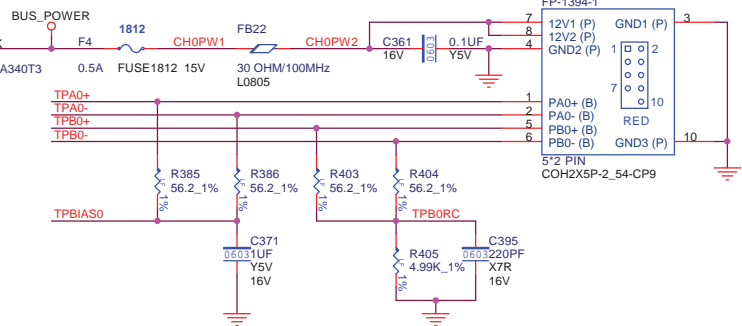 FP-1394-1
BUS_POWER
1812
FB22
F4
CH0PW1
CH0PW2
A340T3
0.5A
FUSE1812
15V
30 OHM/100MHz
L0805
C361
16V
0603
0.1UF
Y5V
7
8
4
12V1 (P)
12V2 (P)
GND2 (P)
GND1 (P)
3
1
2
7
10
RED
1
2
5
6
PA0+ (B)
PA0- (B)
PB0+ (B)
PB0- (B)
GND3 (P)
10
5*2 PIN
COH2X5P-2_54-CP9
TPA0+
TPA0-
TPB0+
TPB0-
R385
56.2_1%
1%
R386
56.2_1%
1%
R403
56.2_1%
1%
R404
56.2_1%
1%
TPBIAS0
TPB0RC
C371
0603
1UF
Y5V
16V
R405
4.99K_1%
1%
C395
0603
220PF
X7R
16V